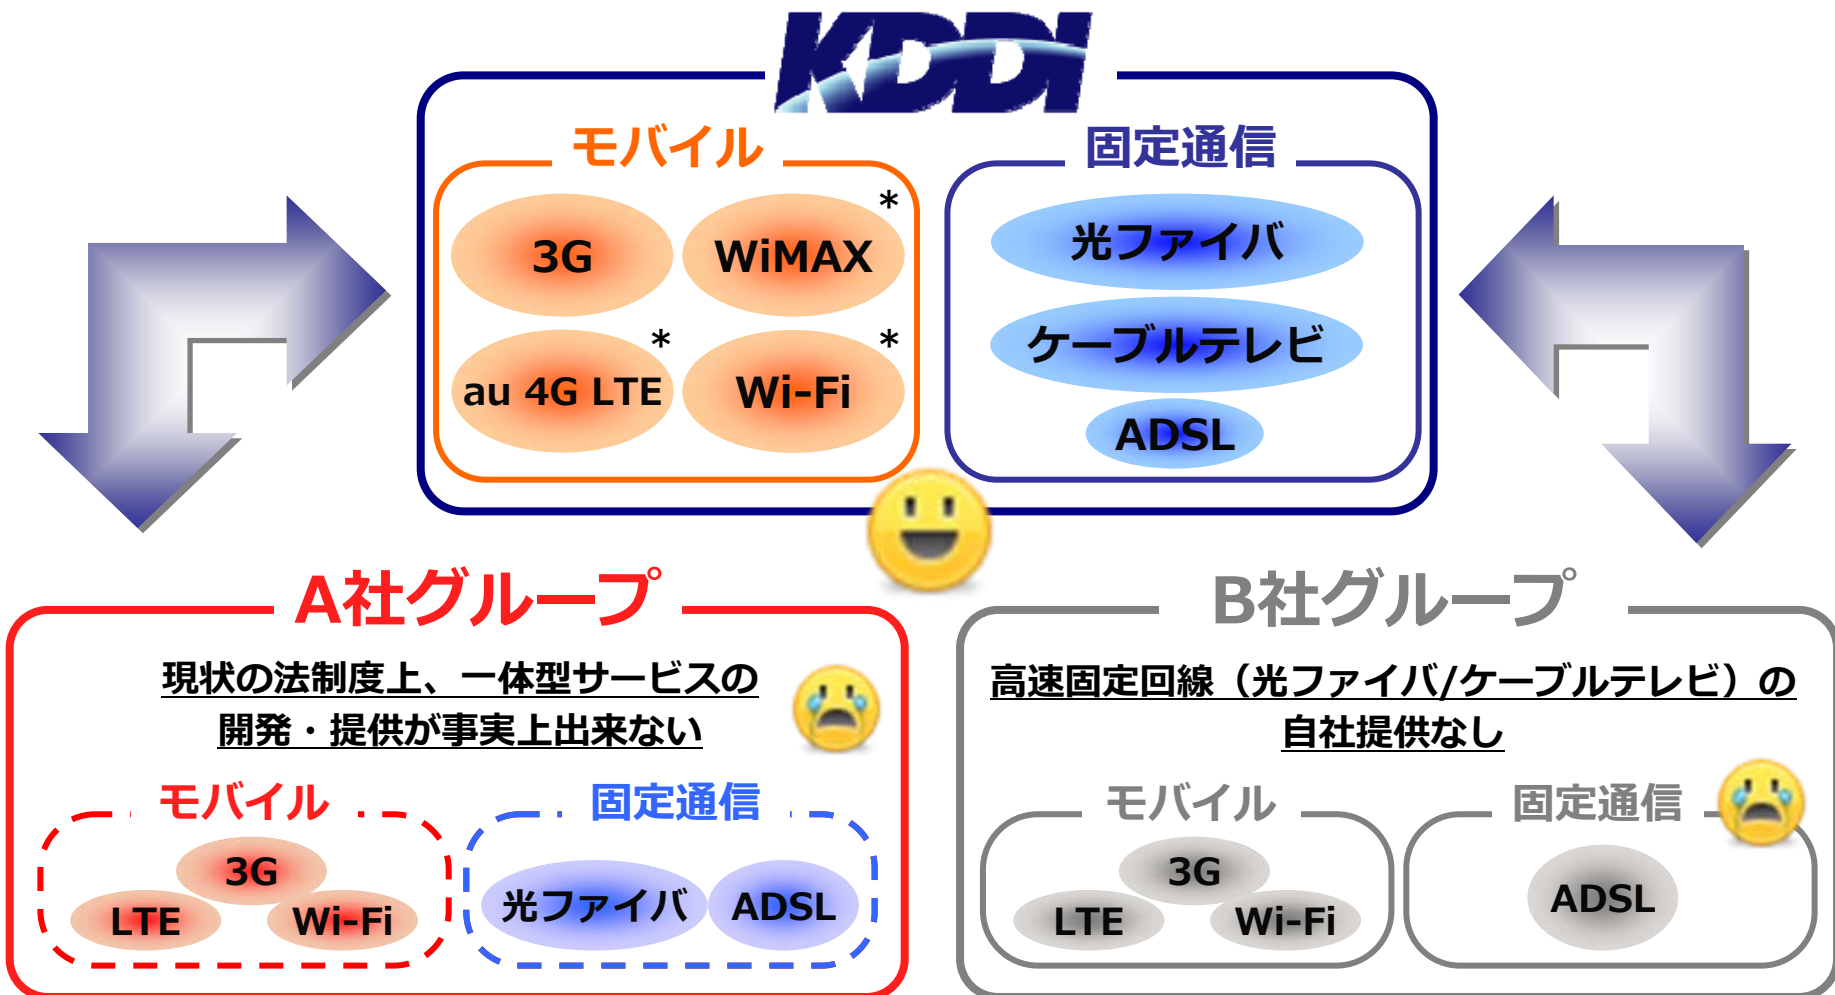 KDDI
モバイル
固定通信
3G
WiMAX
*
au 4G LTE
*
Wi-Fi
*
光ファイバ
ケーブルテレビ
ADSL
A社グループ
現状の法制度上、一体型サービスの
開発・提供が事実上出来ない
モバイル
3G
LTE
Wi-Fi
固定通信
光ファイバ
ADSL
B社グループ
高速固定回線（光ファイバ/ケーブルテレビ）の
自社提供なし
モバイル
3G
LTE
Wi-Fi
固定通信
ADSL